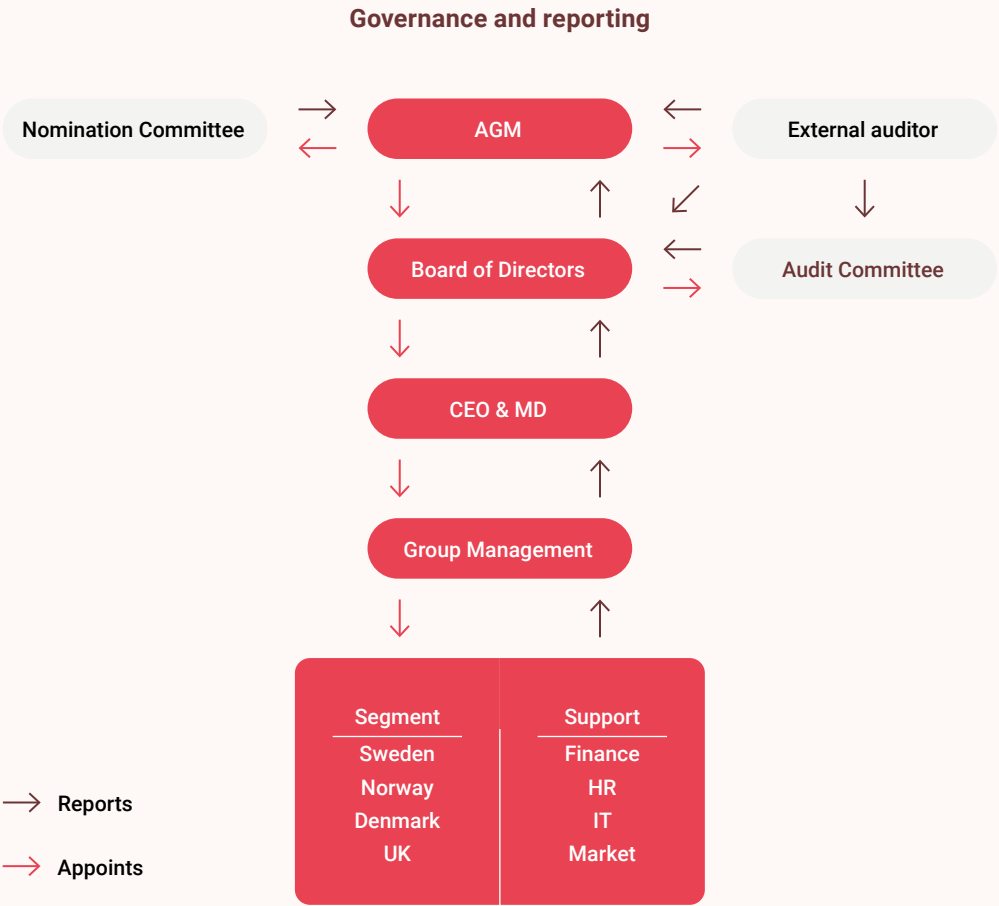 Governance and reporting
Nomination Committee
AGM
External auditor
Board of Directors
Audit Committee
CEO & MD
Group Management
Segment
Sweden
Norway
Denmark
UK
Support
Finance
HR
IT
Market
Reports
Appoints